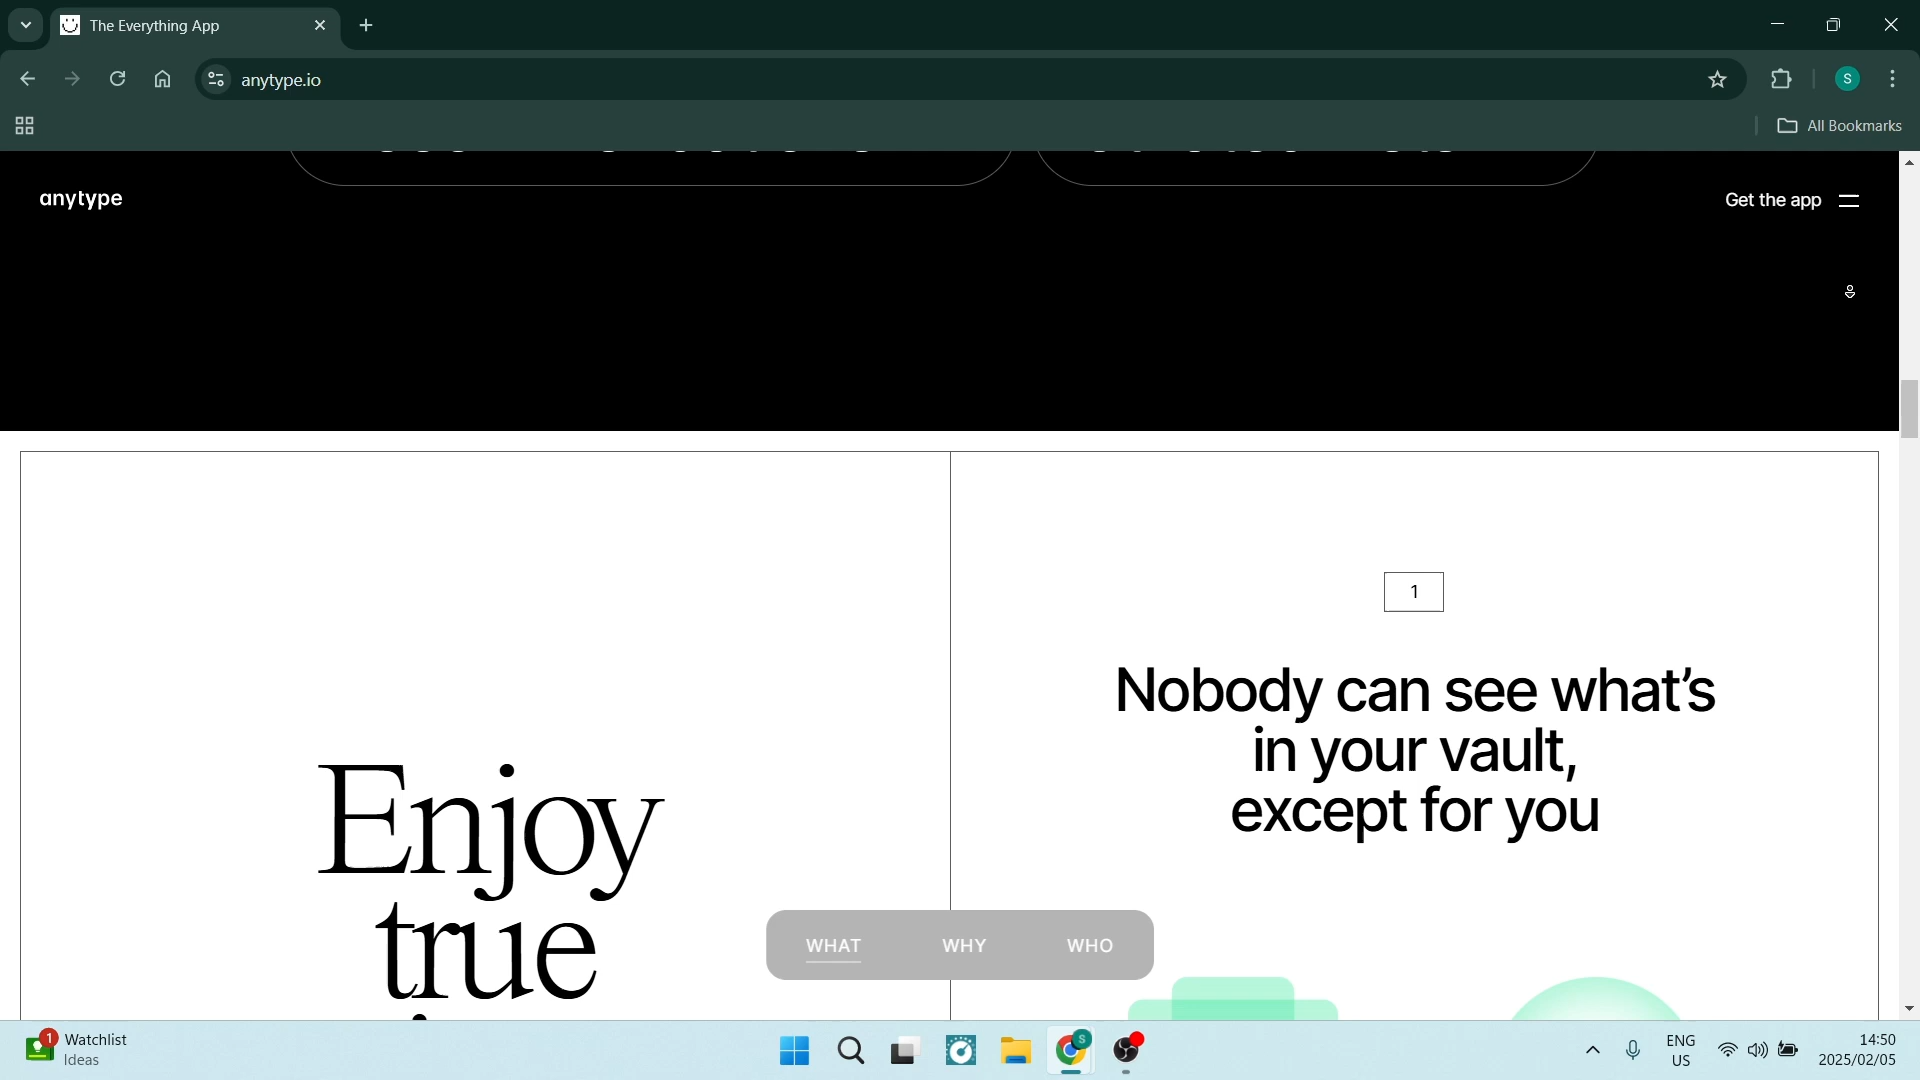 The Everything App
anytype.io
S
All Bookmarks
anytype
Get the app
1
Nobody can see what's
in your vault,
except for you
Enjoy
true
WHAT
WHY
WHO
1
Watchlist
Ideas
S
ENG
US
14:50
2025/02/05